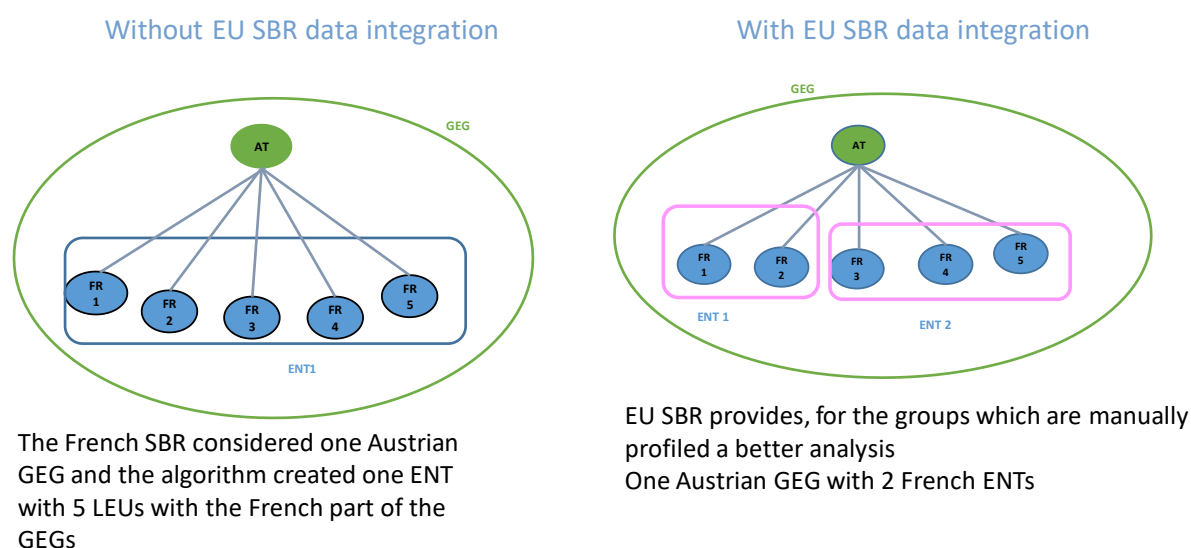 Without EU SBR data integration
GEG
AT
FR
1
FR
2
FR
3
FR
4
FR
5
ENT1
The French SBR considered one Austrian
GEG and the algorithm created one ENT
with 5 LEUs with the French part of the
GEGs
With EU SBR data integration
GEG
AT
FR
1
FR
2
FR
3
FR
4
FR
5
ENT 1
ENT 2
EU SBR provides, for the groups which are manually
profiled a better analysis
One Austrian GEG with 2 French ENTs